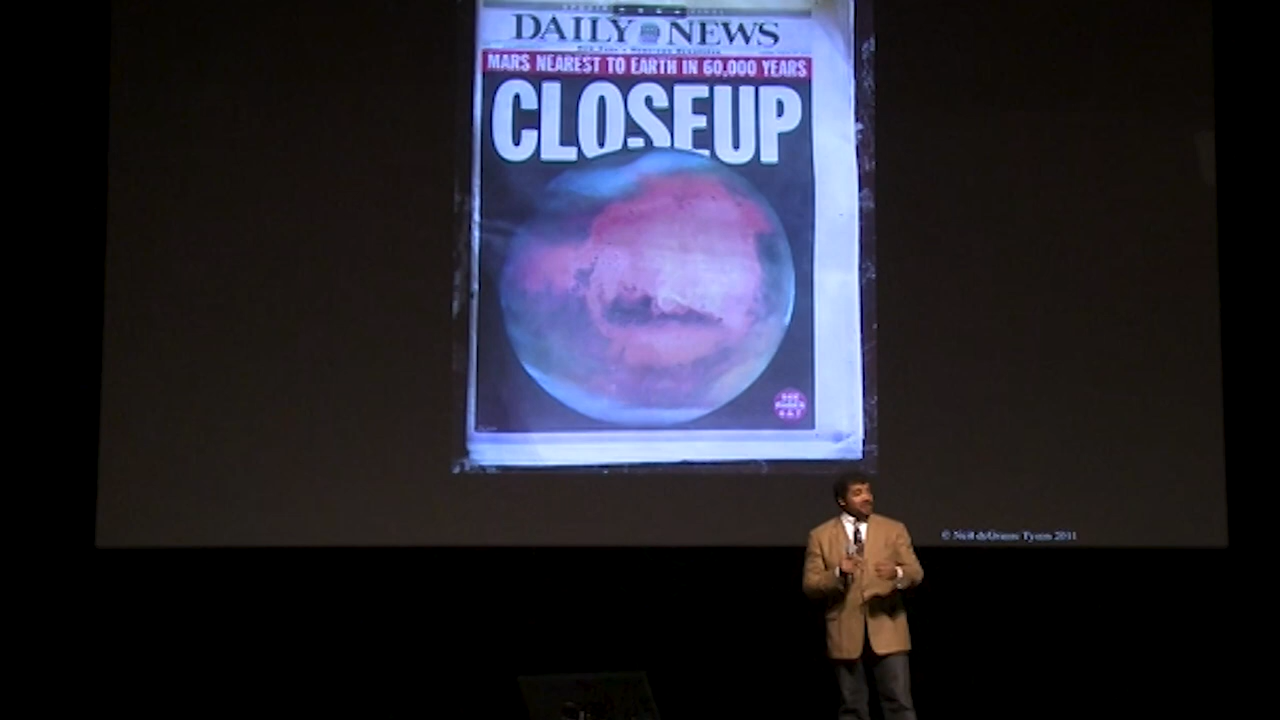 DAILY NEWS
MARS NEAREST TO EARTH IN 60,000 YEARS
CLOSEUP
© Neil deGrasse Tyson 2011